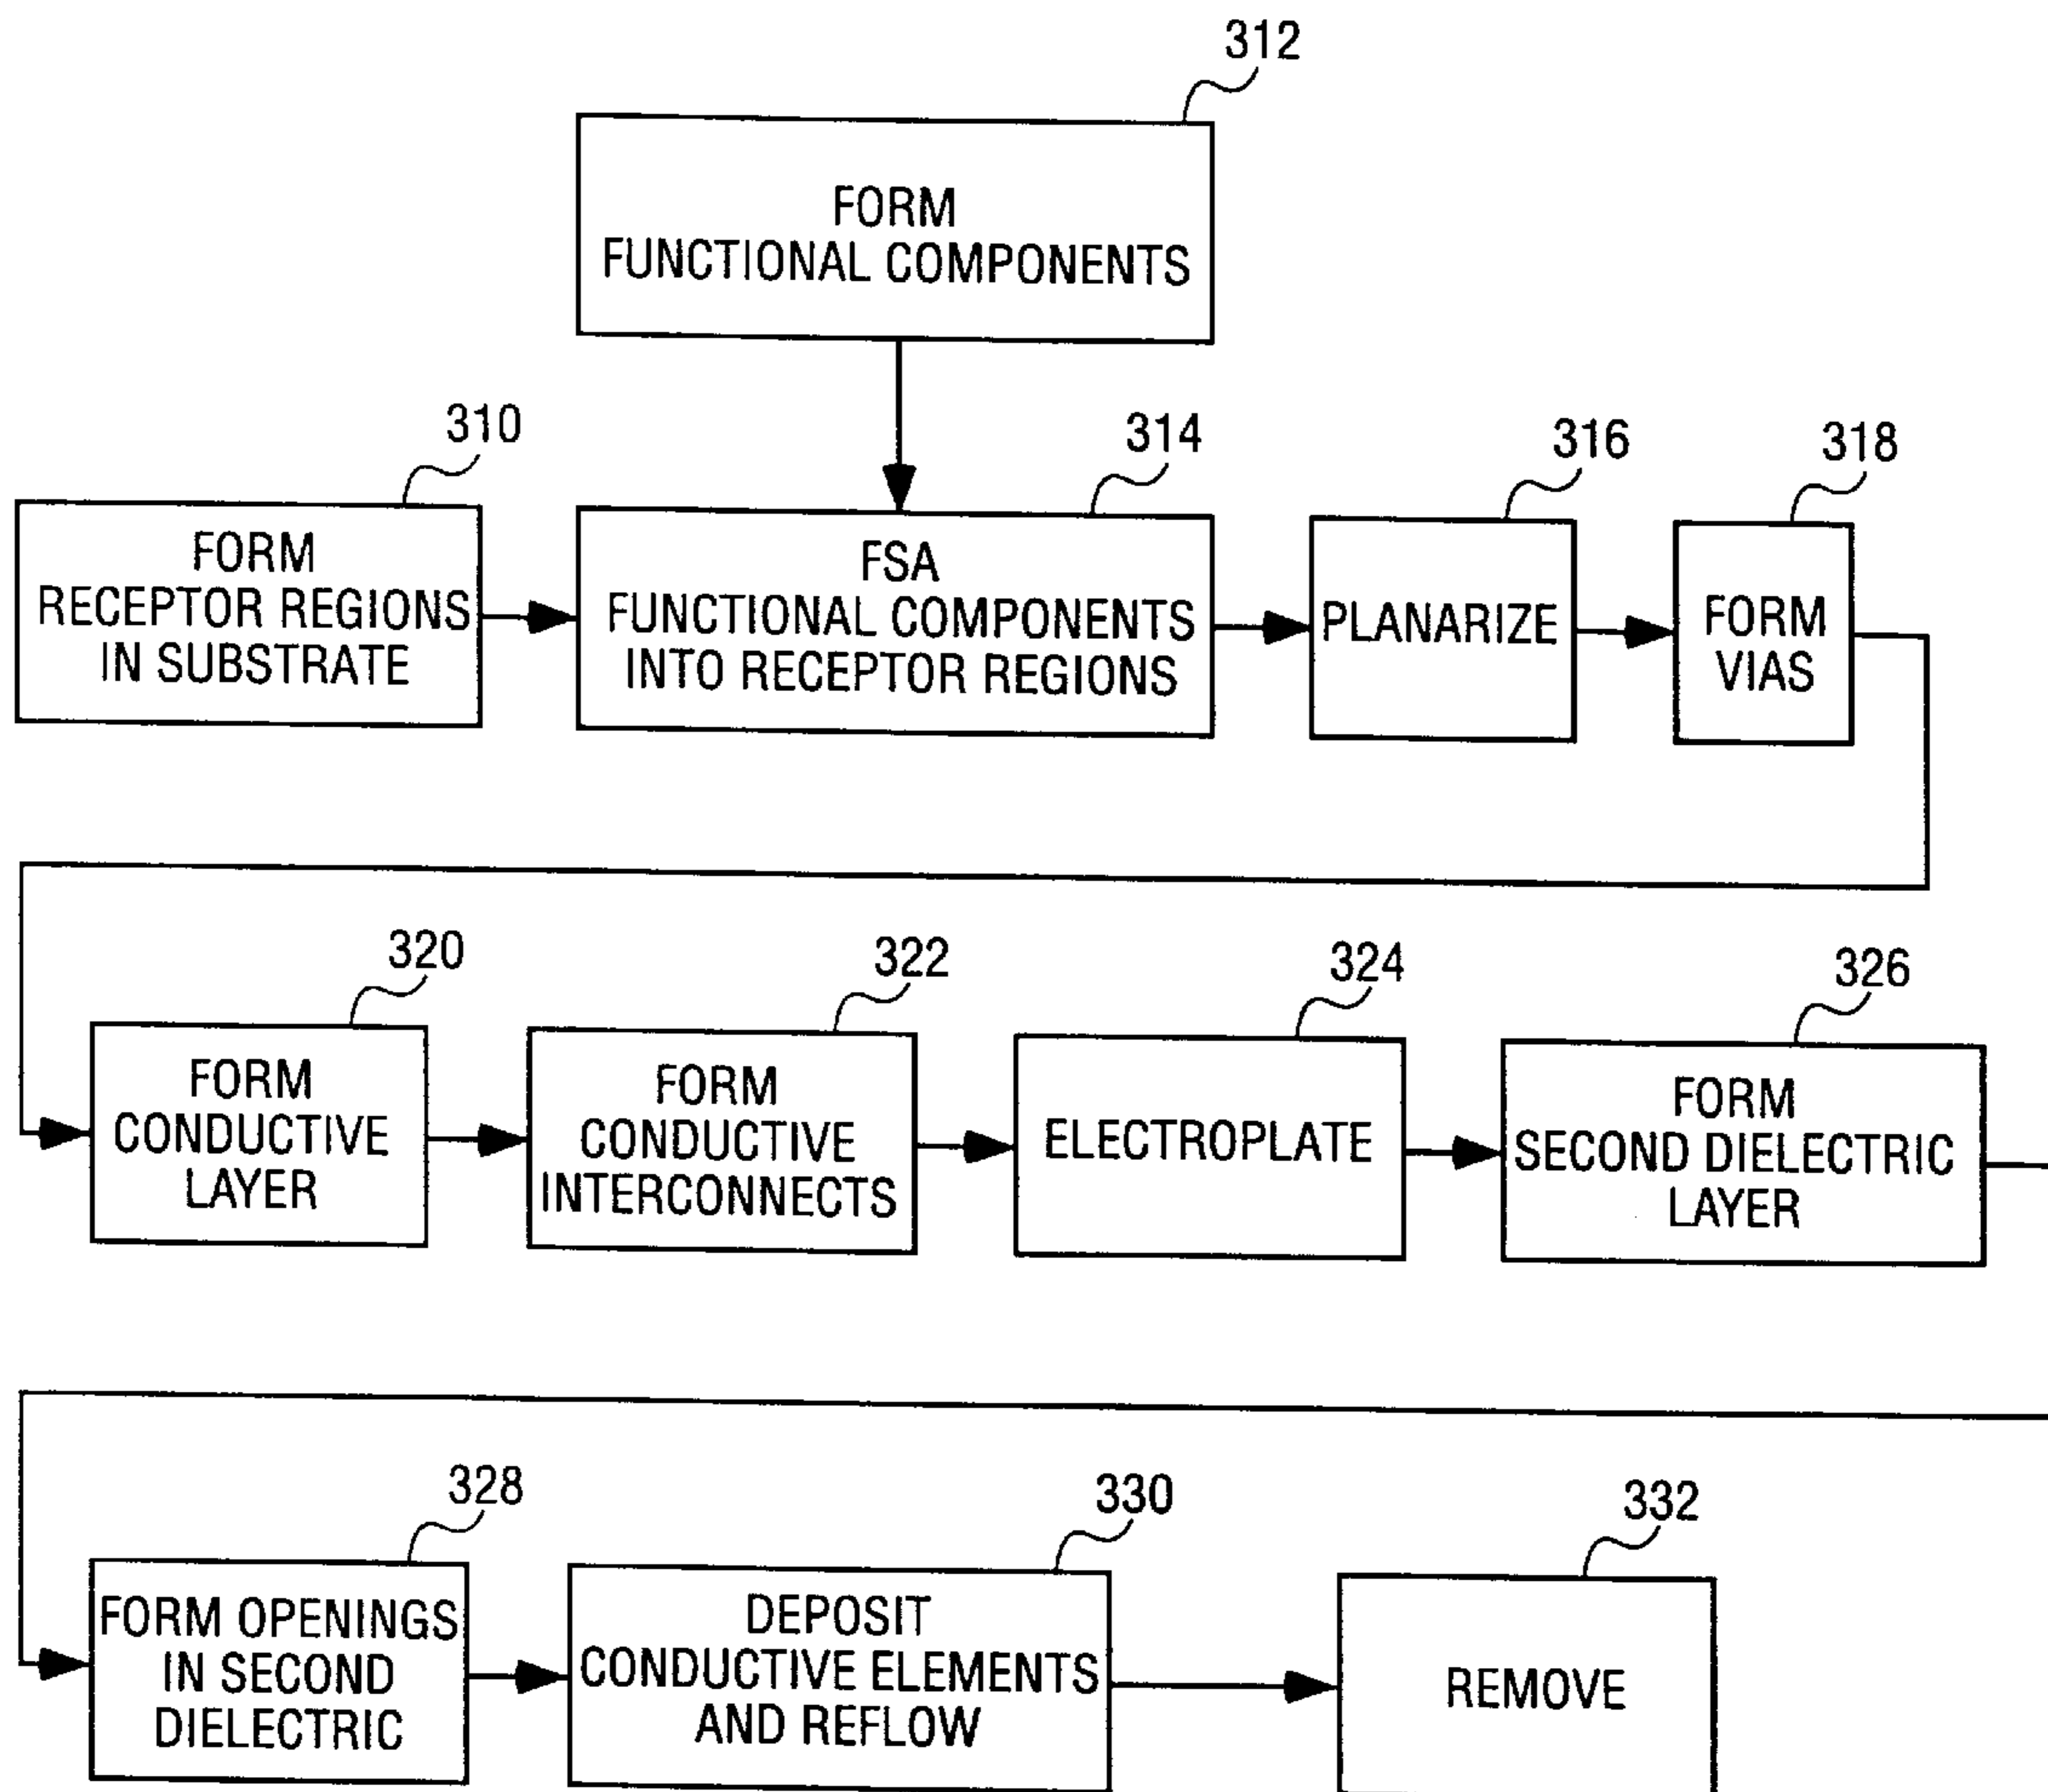 312
FORM
FUNCTIONAL COMPONENTS
310
FORM
RECEPTOR REGIONS
IN SUBSTRATE
314
FSA
FUNCTIONAL COMPONENTS
INTO RECEPTOR REGIONS
316
PLANARIZE
318
FORM
VIAS
320
FORM
CONDUCTIVE
LAYER
322
FORM
CONDUCTIVE
INTERCONNECTS
324
ELECTROPLATE
326
FORM
SECOND DIELECTRIC
LAYER
328
FORM OPENINGS
IN SECOND
DIELECTRIC
330
DEPOSIT
CONDUCTIVE ELEMENTS
AND REFLOW
332
REMOVE